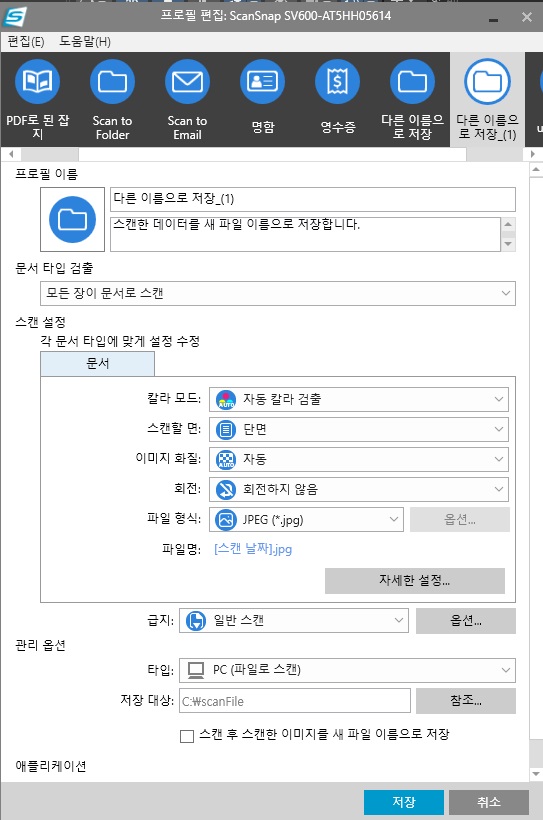 프로필 편집: ScanSnap SV600-AT5HH05614
편집(E) 도움말(H)
PDF로 된 잡지
Scan to Folder
Scan to Email
명함
영수증
다른 이름으로 저장
다른 이름으로 저장_(1)
프로필 이름
다른 이름으로 저장_(1)
스캔한 데이터를 새 파일 이름으로 저장합니다.
문서 타입 검출
모든 장이 문서로 스캔
스캔 설정
각 문서 타입에 맞게 설정 수정
문서
칼라 모드: 자동 칼라 검출
스캔할 면: 단면
이미지 화질: 자동
회전: 회전하지 않음
파일 형식: JPEG (*.jpg) 옵션...
파일명: [스캔 날짜].jpg
자세한 설정...
급지: 일반 스캔 옵션...
관리 옵션
타입: PC (파일로 스캔)
저장 대상: C:₩scanFile 참조...
스캔 후 스캔한 이미지를 새 파일 이름으로 저장
애플리케이션
저장 취소